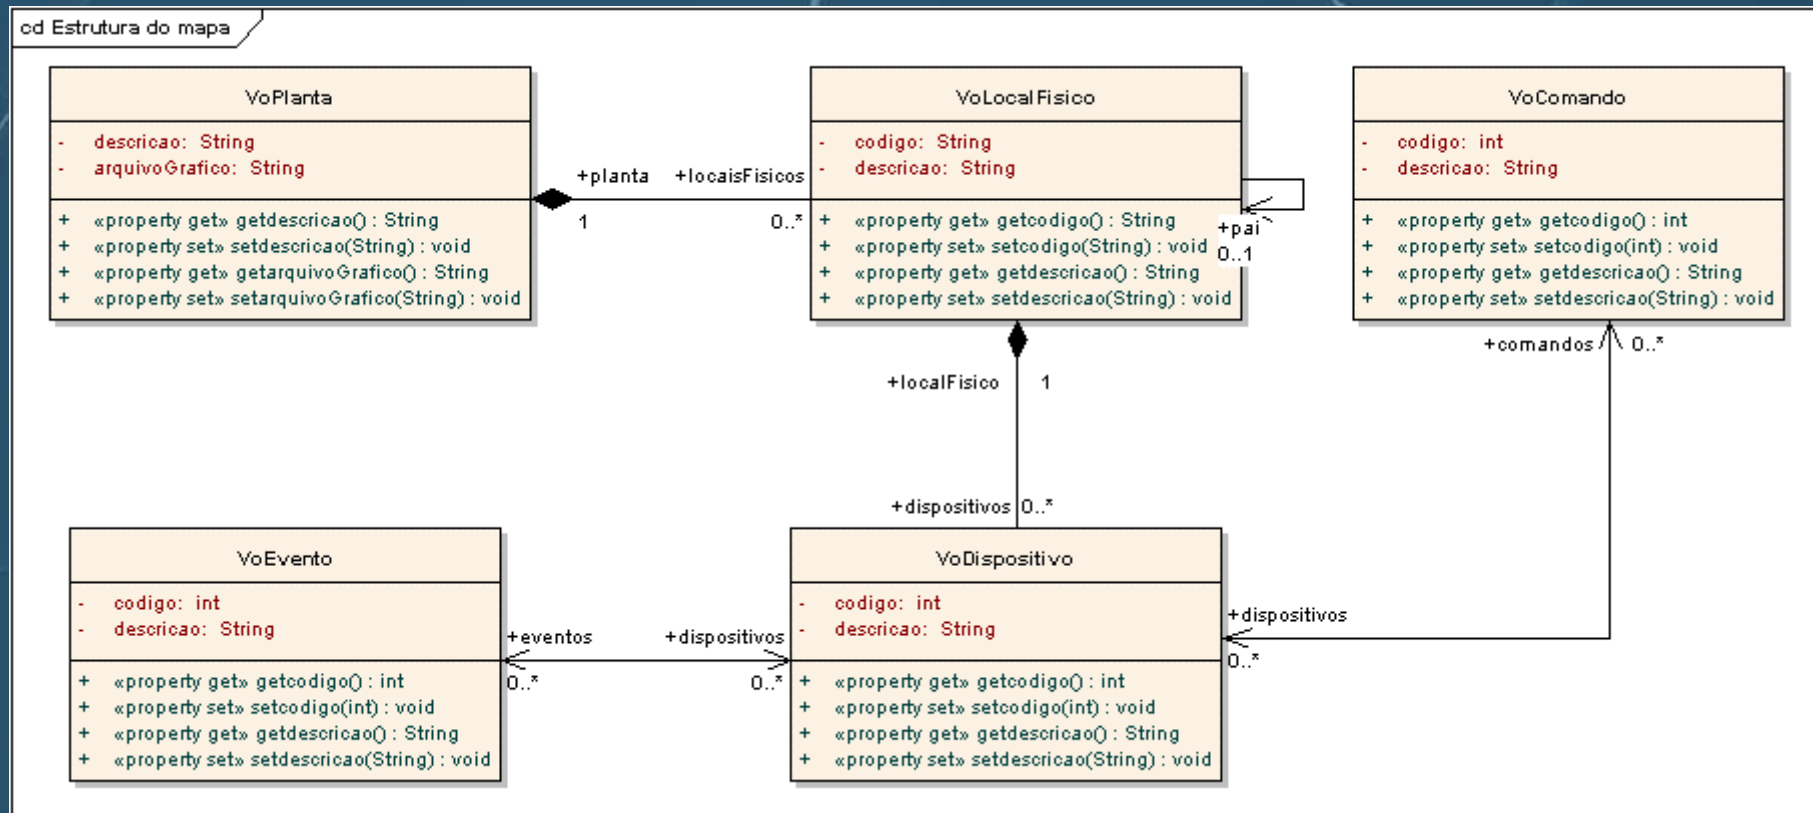 cd Estrutura do mapa
VoPlanta
- descricao: String
- arquivoGrafico: String
+ «property get» getdescricao() : String
+ «property set» setdescricao(String) : void
+ «property get» getarquivoGrafico() : String
+ «property set» setarquivoGrafico(String) : void
+planta
1
+locaisFisicos
0..*
VoLocalFisico
- codigo: String
- descricao: String
+ «property get» getcodigo() : String
+ «property set» setcodigo(String) : void
+ «property get» getdescricao() : String
+ «property set» setdescricao(String) : void
+pai
0..1
VoComando
- codigo: int
- descricao: String
+ «property get» getcodigo() : int
+ «property set» setcodigo(int) : void
+ «property get» getdescricao() : String
+ «property set» setdescricao(String) : void
+comandos 0..*
+localFisico 1
+dispositivos 0..*
VoEvento
- codigo: int
- descricao: String
+ «property get» getcodigo() : int
+ «property set» setcodigo(int) : void
+ «property get» getdescricao() : String
+ «property set» setdescricao(String) : void
+eventos
0..*
+dispositivos
0..*
VoDispositivo
- codigo: int
- descricao: String
+ «property get» getcodigo() : int
+ «property set» setcodigo(int) : void
+ «property get» getdescricao() : String
+ «property set» setdescricao(String) : void
+dispositivos
0..*